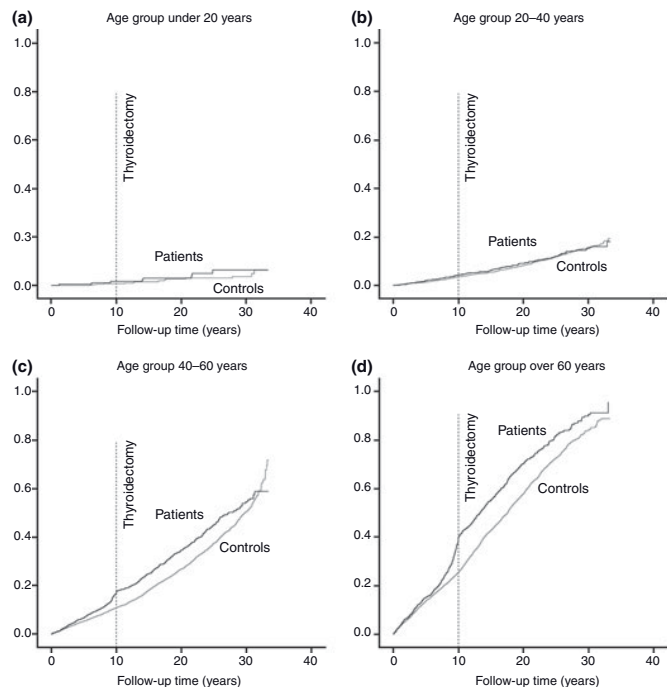 (a)
Age group under 20 years
1.0
0.8
0.6
0.4
0.3
0.0
Thyroidectomy
Patients
Controls
0 10 20 30 40
Follow-up time (years)
(b)
Age group 20–40 years
1.0
0.8
0.6
0.4
0.2
0.0
Thyroidectomy
Patients
Controls
0 10 20 30 40
Follow-up time (years)
(c)
Age group 40–60 years
1.0
0.8
0.6
0.4
0.2
0.0
Thyroidectomy
Patients
Controls
0 10 20 30 40
Follow-up time (years)
(d)
Age group over 60 years
1.0
0.8
0.6
0.4
0.2
0.0
Thyroidectomy
Patients
Controls
0 10 20 30 40
Follow-up time (years)